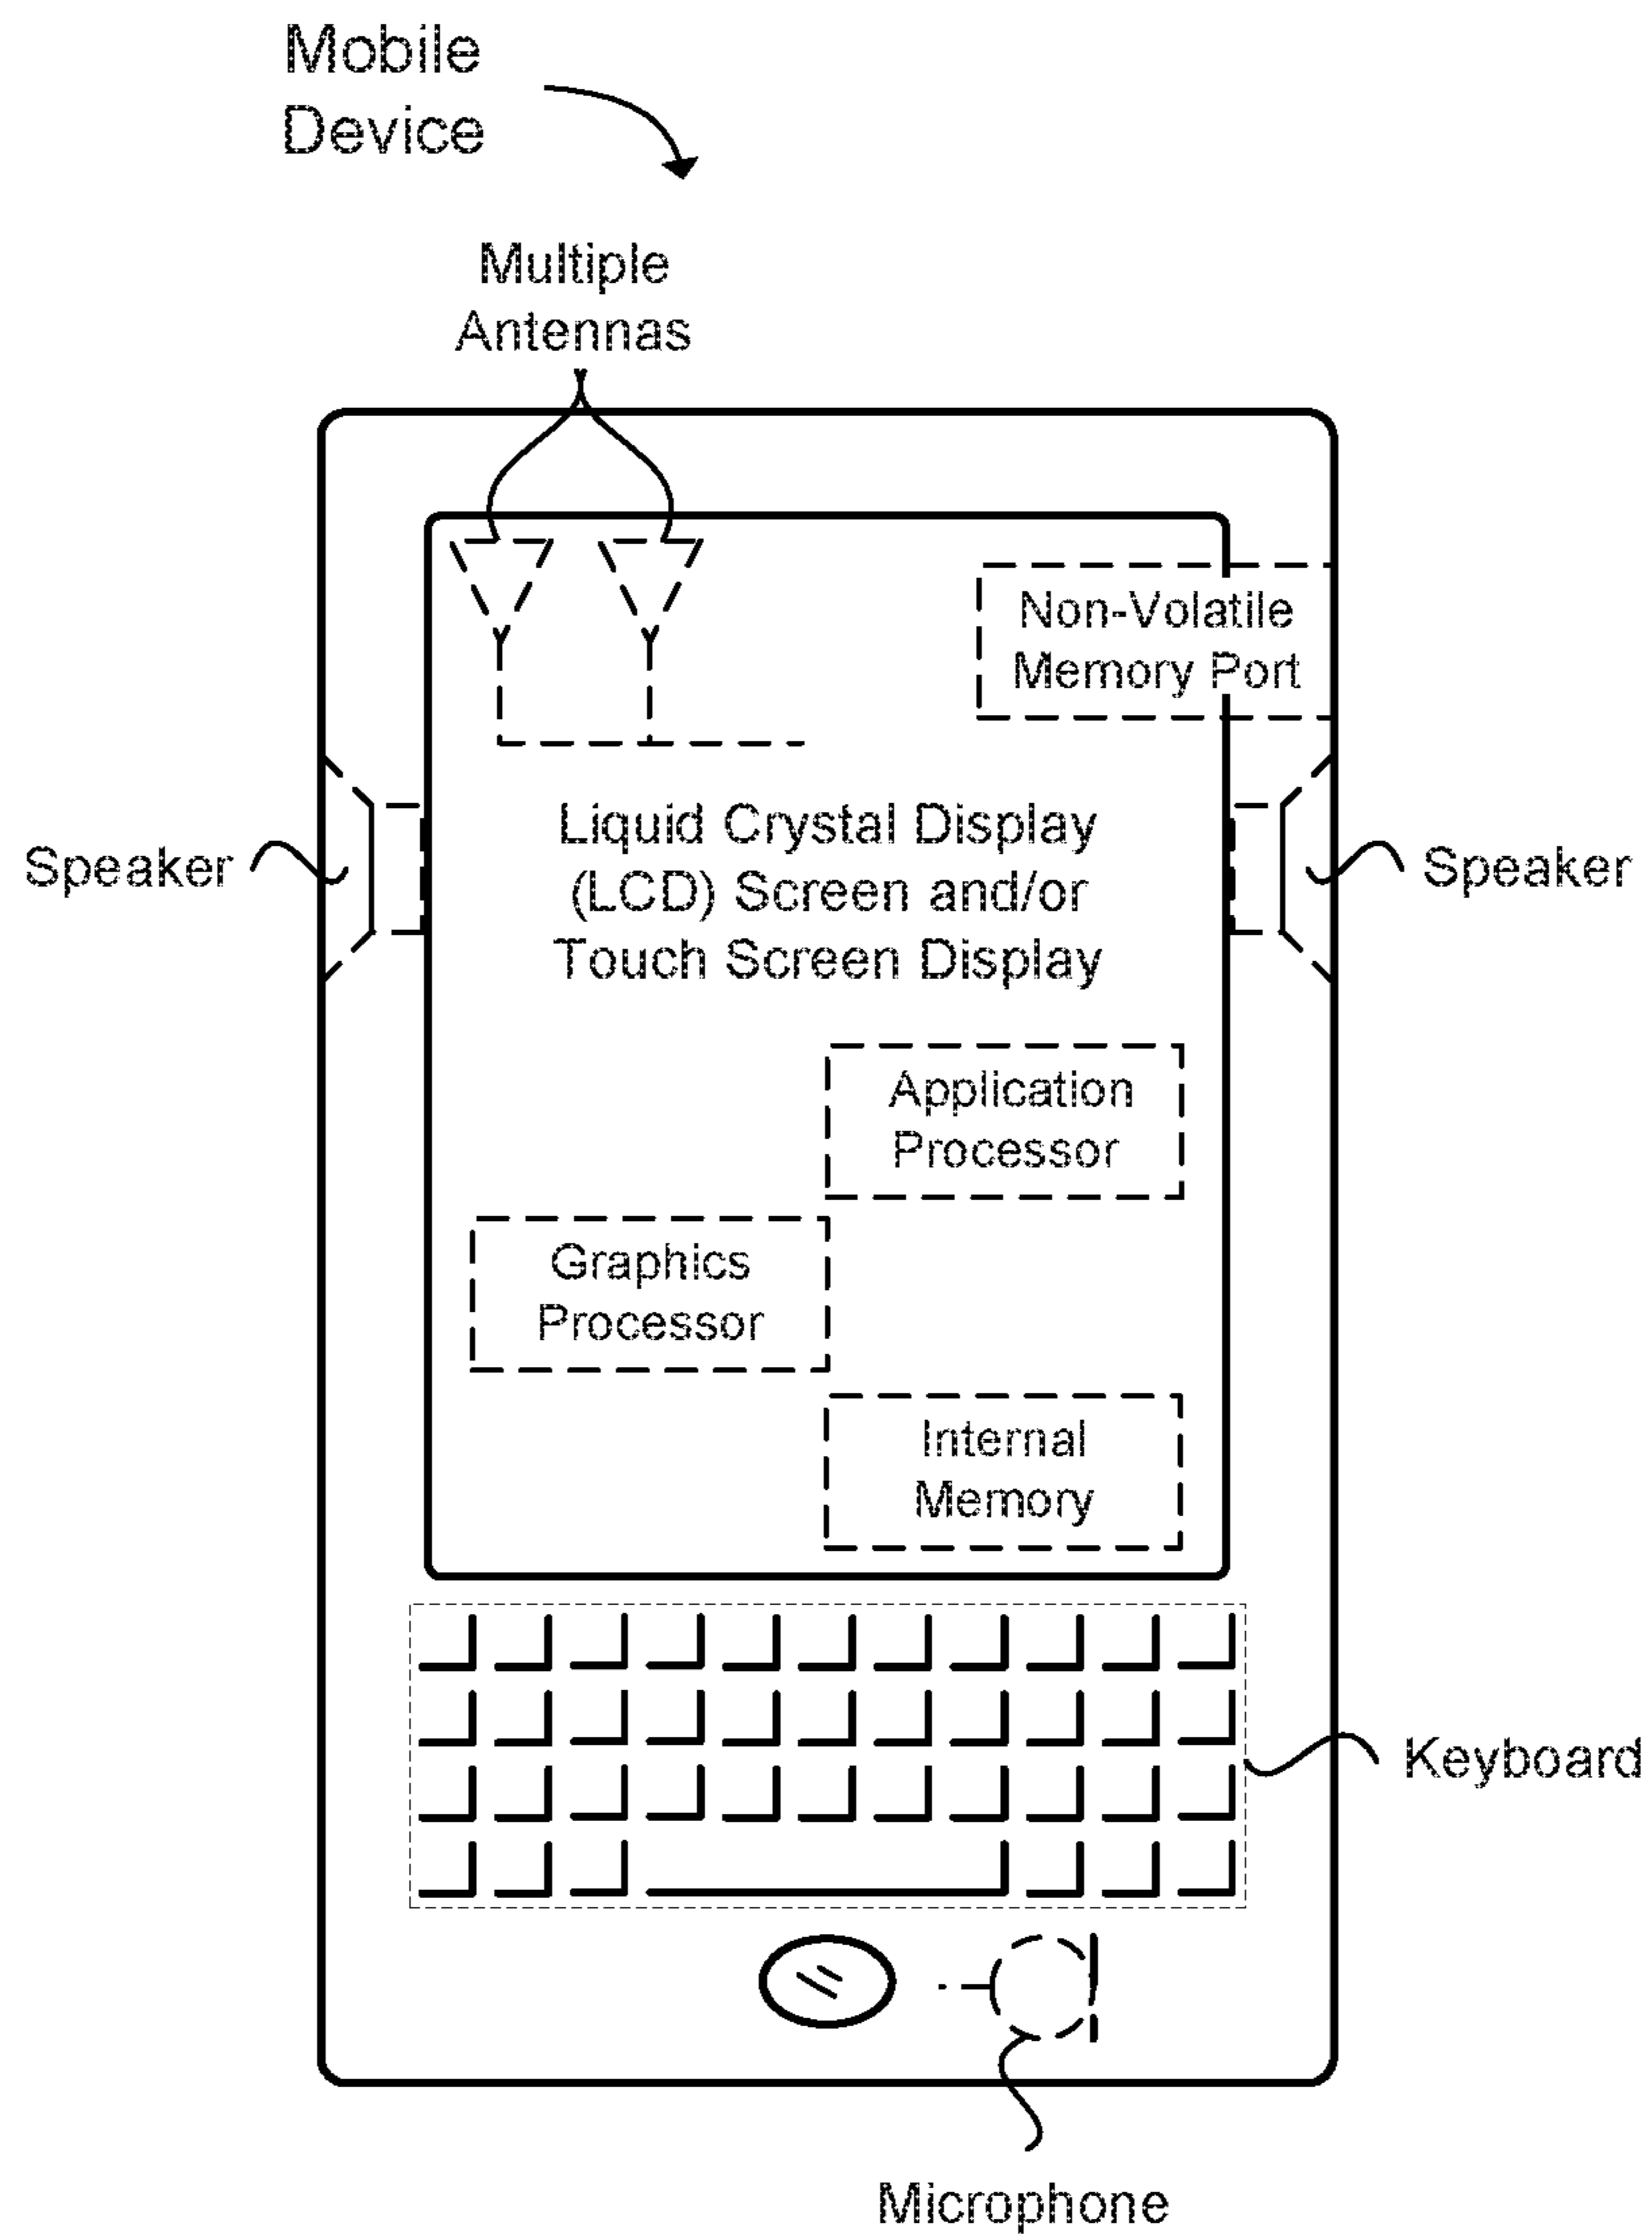 Mobile
Device
Multiple
Antennas
Non-Volatile
Memory Port
Liquid Crystal Display
(LCD) Screen and/or
Touch Screen Display
Speaker
Speaker
Application
Processor
Graphics
Processor
Internal
Memory
Keyboard
Microphone